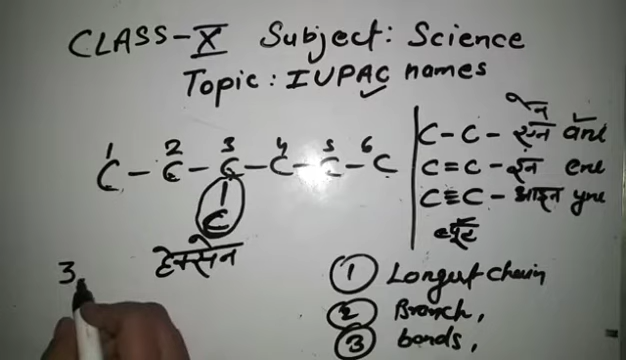 CLASS-X Subject: Science
Topic: IUPAC names
1 2 3 4 5 6
C - C - C - C - C - C
C
हेक्सेन
3
C-C- एन ane
C=C- ईन ene
C≡C- आइन yne
① Longest chain
② Branch,
③ bonds,